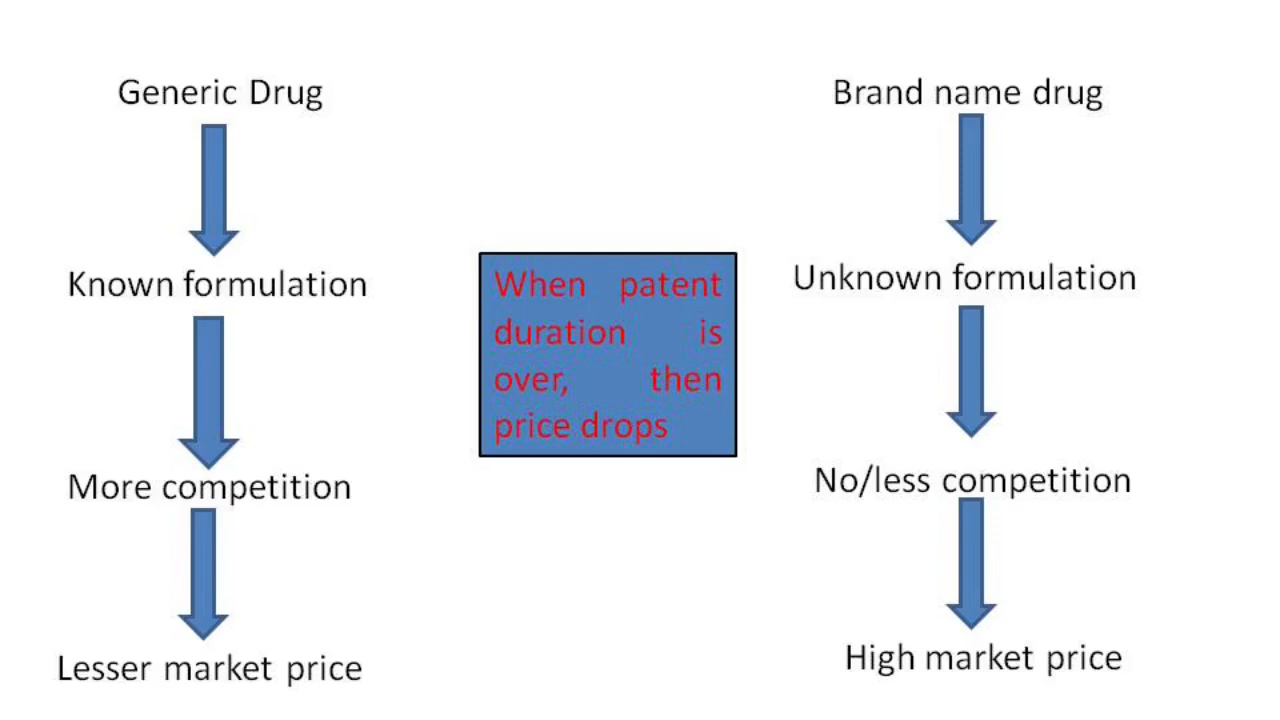 Generic Drug
Known formulation
More competition
Lesser market price
When patent
duration is
over, then
price drops
Brand name drug
Unknown formulation
No/less competition
High market price